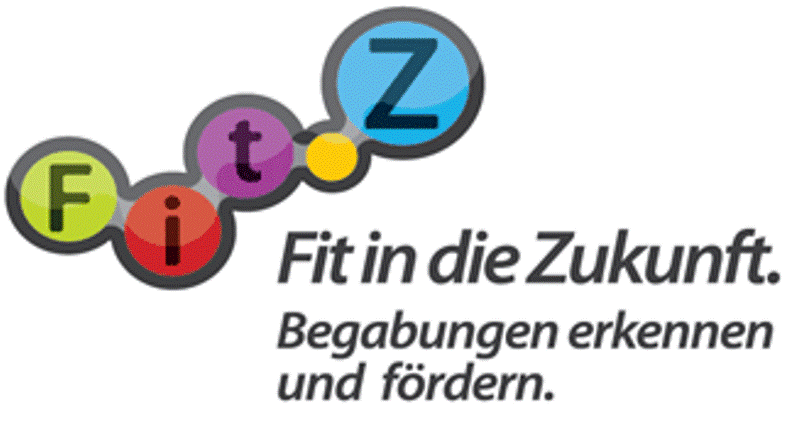 Fit Z
Fit in die Zukunft.
Begabungen erkennen
und fördern.